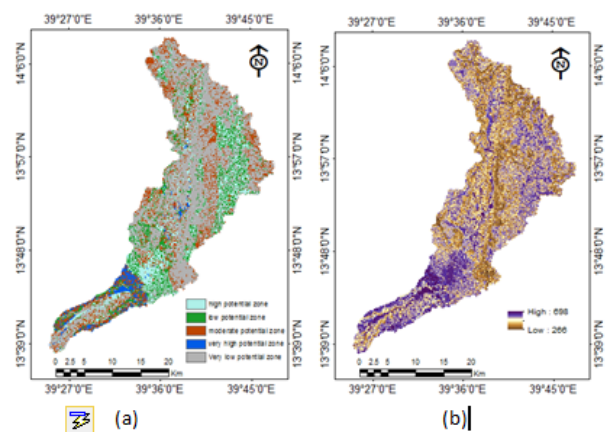 39°27'0"E 39°36'0"E 39°45'0"E
39°27'0"E 39°36'0"E 39°45'0"E
14°6'0"N
13°57'0"N
13°48'0"N
13°39'0"N
N
high potential zone
low potential zone
moderate potential zone
very high potential zone
Very low potential zone
0 2.5 5 10 15 20
Km
39°27'0"E 39°36'0"E 39°45'0"E
(a)
14°6'0"N
13°57'0"N
13°48'0"N
13°39'0"N
N
High : 698
Low : 266
0 2.5 5 10 15 20
Km
39°27'0"E 39°36'0"E 39°45'0"E
(b)